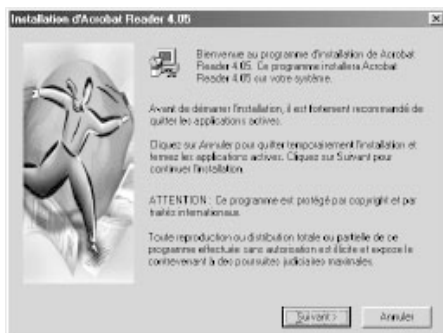 Installation d'Acrobat Reader 4.05
Bienvenue au programme d'installation de Acrobat
Reader 4.05. Ce programme installera Acrobat
Reader 4.05 sur votre système.
Avant de démarrer l'installation, il est fortement recommandé de
quitter les applications actives.
Cliquez sur Annuler pour quitter temporairement l'installation et
fermez les applications actives. Cliquez sur Suivant pour
continuer l'installation.
ATTENTION : Ce programme est protégé par copyright et par
traités internationaux.
Toute reproduction ou distribution totale ou partielle de ce
programme effectuée sans autorisation est illicite et expose le
contrevenant à des poursuites judiciaires maximales.
Suivant > Annuler